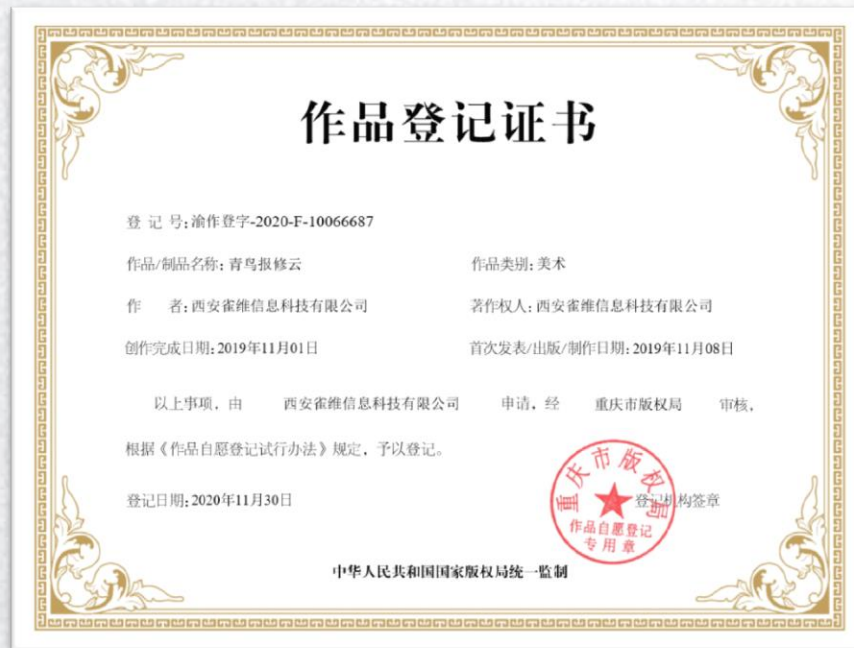 作品登记证书
登 记 号:渝作登字-2020-F-10066687
作品/制品名称:青鸟报修云 作品类别:美术
作 者:西安雀维信息科技有限公司 著作权人:西安雀维信息科技有限公司
创作完成日期:2019年11月01日 首次发表/出版/制作日期:2019年11月08日
以上事项,由 西安雀维信息科技有限公司 申请,经 重庆市版权局 审核,
根据《作品自愿登记试行办法》规定,予以登记。
登记日期:2020年11月30日 登记机构签章
重庆市版权局
作品自愿登记
专用章
中华人民共和国国家版权局统一监制